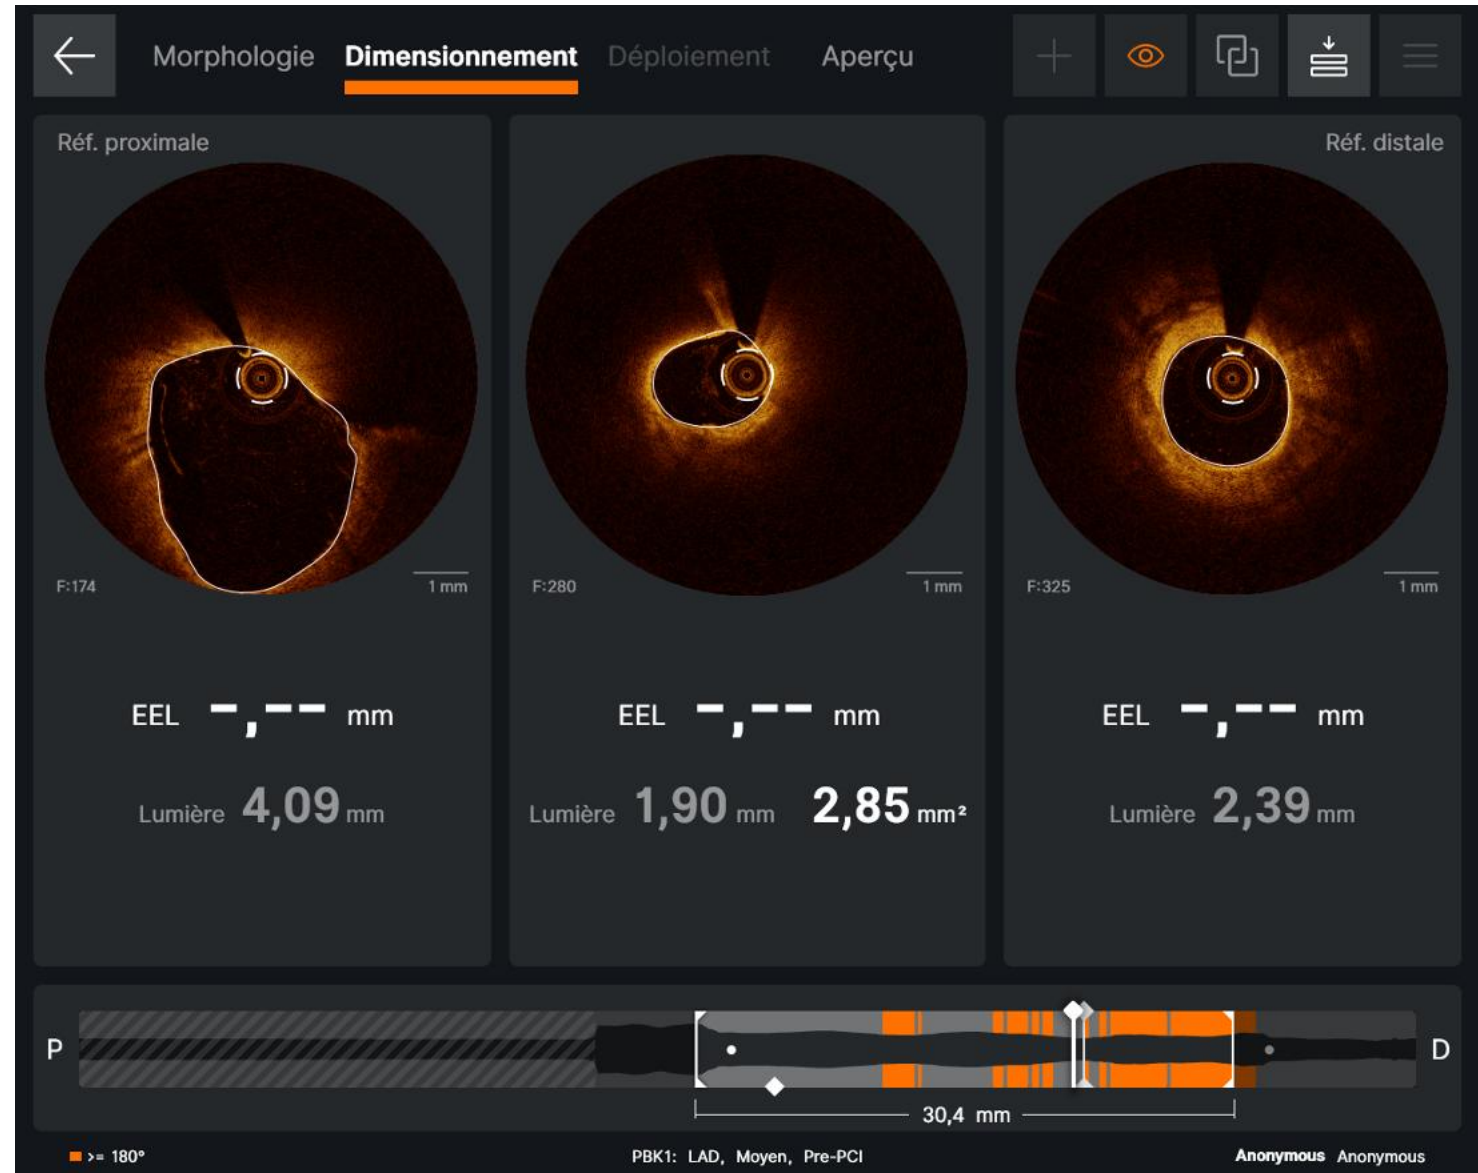 Morphologie Dimensionnement Déploiement Aperçu
Réf. proximale
Réf. distale
F:174 1 mm
F:280 1 mm
F:325 1 mm
EEL -,-- mm
EEL -,-- mm
EEL -,-- mm
Lumière 4,09 mm
Lumière 1,90 mm 2,85 mm²
Lumière 2,39 mm
P
D
30,4 mm
>= 180°
PBK1: LAD, Moyen, Pre-PCI
Anonymous Anonymous